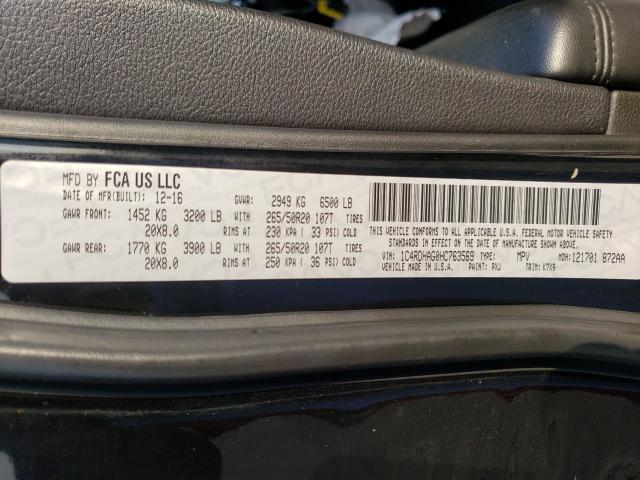 MFD BY FCA US LLC
DATE OF MFR(BUILT): 12-16 GVWR: 2949 KG 6500 LB
GAWR FRONT: 1452 KG 3200 LB WITH 265/50R20 107T TIRES
20X8.0 RIMS AT 230 KPA ( 33 PSI) COLD
GAWR REAR: 1770 KG 3900 LB WITH 265/50R20 107T TIRES
20X8.0 RIMS AT 250 KPA ( 36 PSI) COLD
THIS VEHICLE CONFORMS TO ALL APPLICABLE U.S.A. FEDERAL MOTOR VEHICLE SAFETY
STANDARDS IN EFFECT ON THE DATE OF MANUFACTURE SHOWN ABOVE.
VIN: 1C4RDHAG0HC763569 TYPE: MPV MDH:121701 872AA
VEHICLE MADE IN U.S.A. PAINT: PXJ TRIM: K7X9